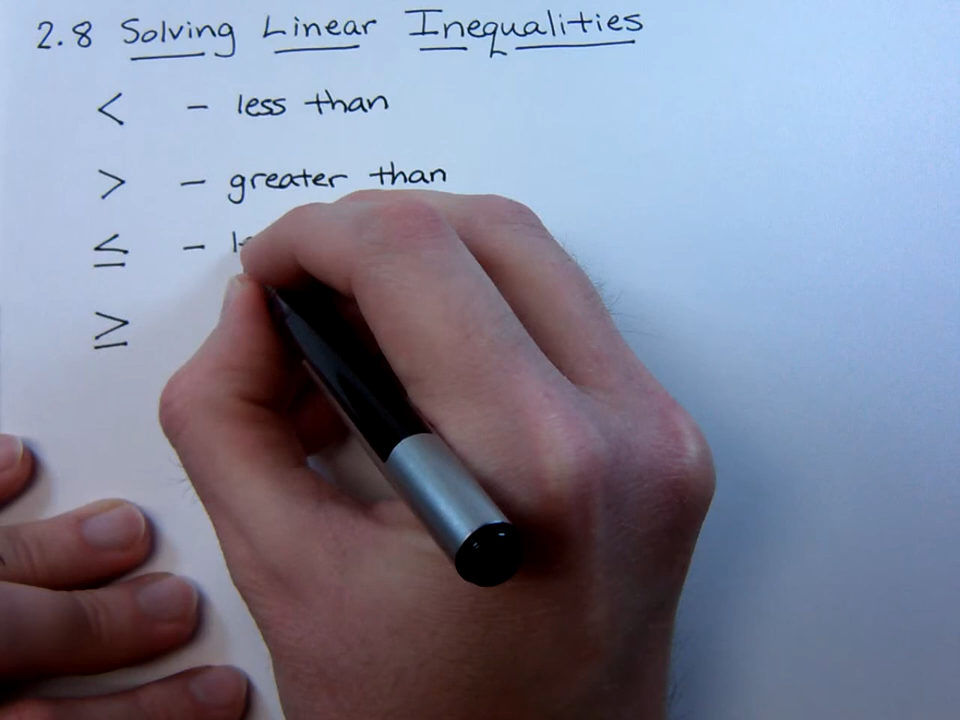 2.8 Solving Linear Inequalities
< - less than
> - greater than
≤ -
≥